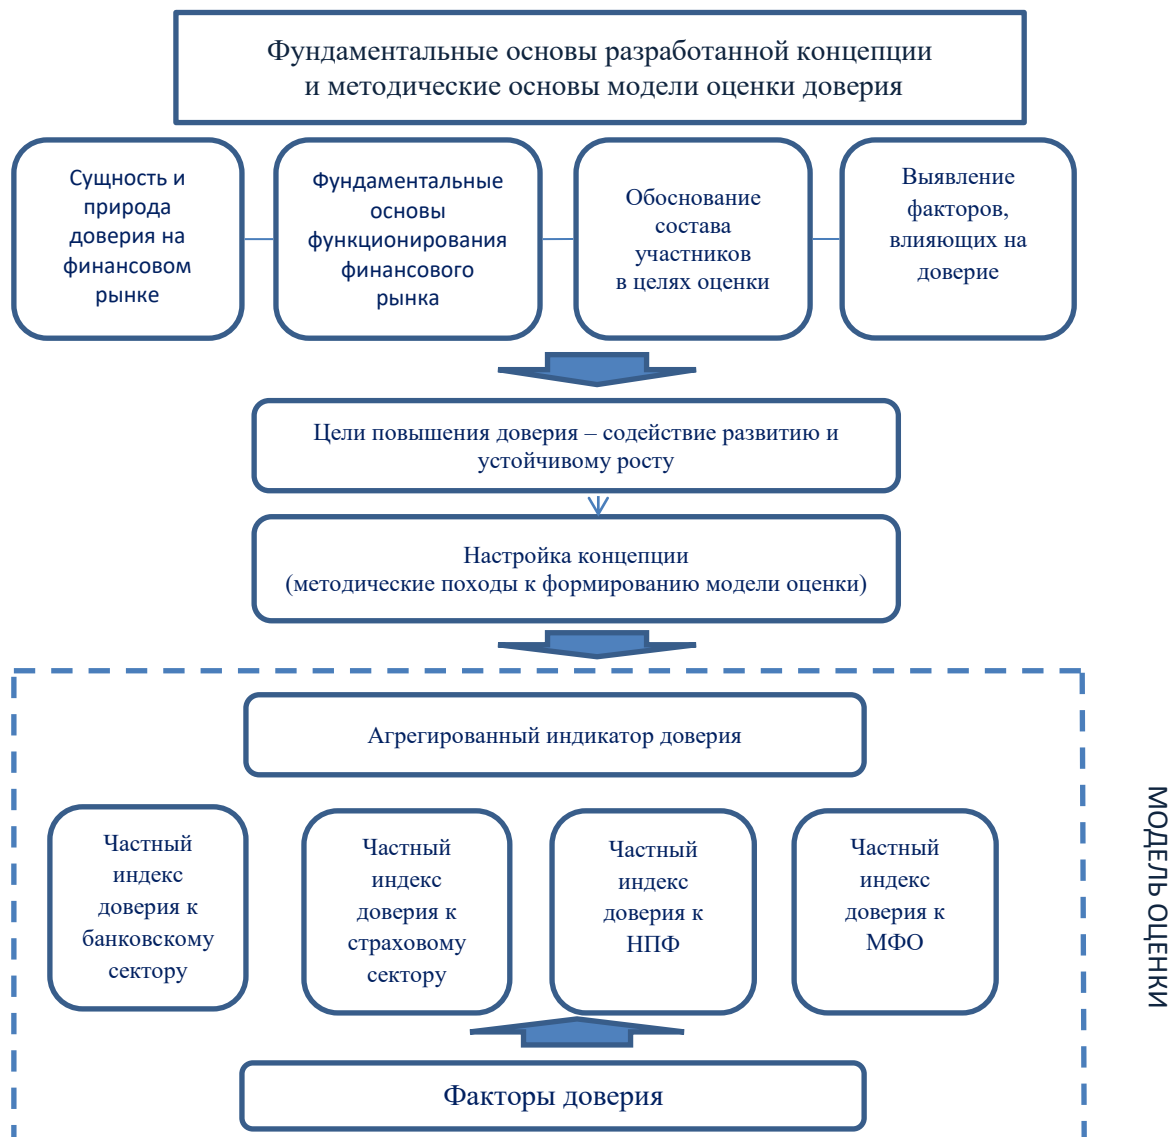 Фундаментальные основы разработанной концепции
и методические основы модели оценки доверия
Сущность и
природа
доверия на
финансовом
рынке
Фундаментальные
основы
функционирования
финансового
рынка
Обоснование
состава
участников
в целях оценки
Выявление
факторов,
влияющих на
доверие
Цели повышения доверия – содействие развитию и
устойчивому росту
Настройка концепции
(методические походы к формированию модели оценки)
Агрегированный индикатор доверия
Частный
индекс
доверия к
банковскому
сектору
Частный
индекс
доверия к
страховому
сектору
Частный
индекс
доверия к
НПФ
Частный
индекс
доверия к
МФО
МОДЕЛЬ ОЦЕНКИ
Факторы доверия